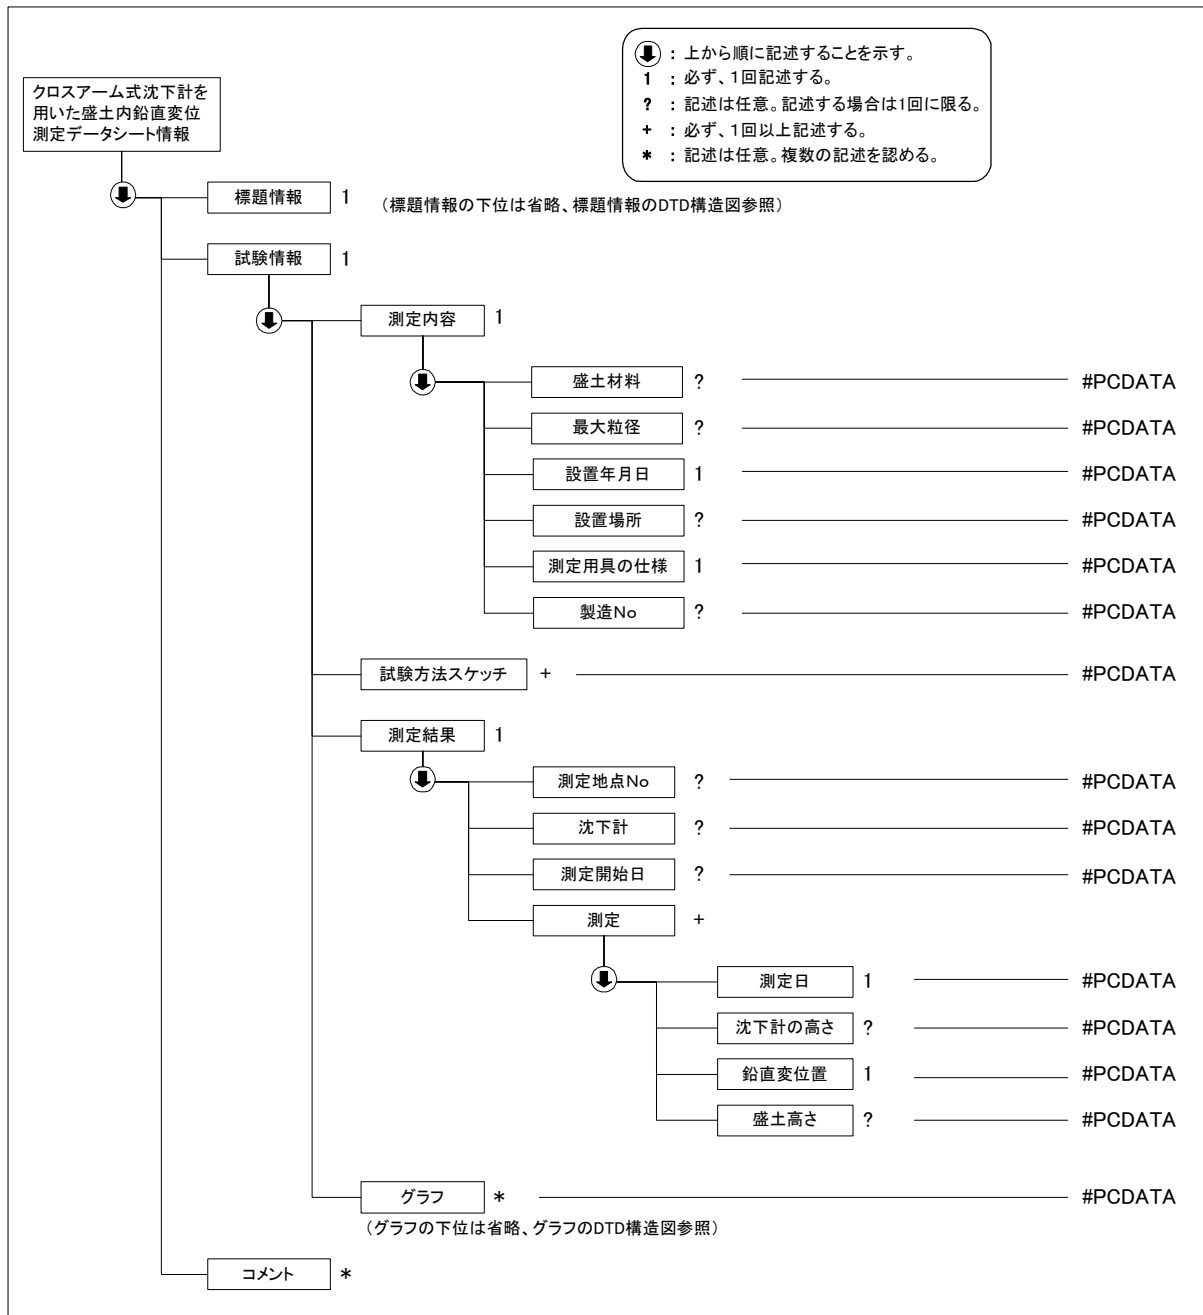 ：上から順に記述することを示す。
1：必ず、1回記述する。
?：記述は任意。記述する場合は1回に限る。
+：必ず、1回以上記述する。
*：記述は任意。複数の記述を認める。
クロスアーム式沈下計を
用いた盛土内鉛直変位
測定データシート情報
標題情報 1 （標題情報の下位は省略、標題情報のDTD構造図参照）
試験情報 1
測定内容 1
盛土材料 ? #PCDATA
最大粒径 ? #PCDATA
設置年月日 1 #PCDATA
設置場所 ? #PCDATA
測定用具の仕様 1 #PCDATA
製造No ? #PCDATA
試験方法スケッチ + #PCDATA
測定結果 1
測定地点No ? #PCDATA
沈下計 ? #PCDATA
測定開始日 ? #PCDATA
測定 +
測定日 1 #PCDATA
沈下計の高さ ? #PCDATA
鉛直変位置 1 #PCDATA
盛土高さ ? #PCDATA
グラフ * #PCDATA
（グラフの下位は省略、グラフのDTD構造図参照）
コメント *